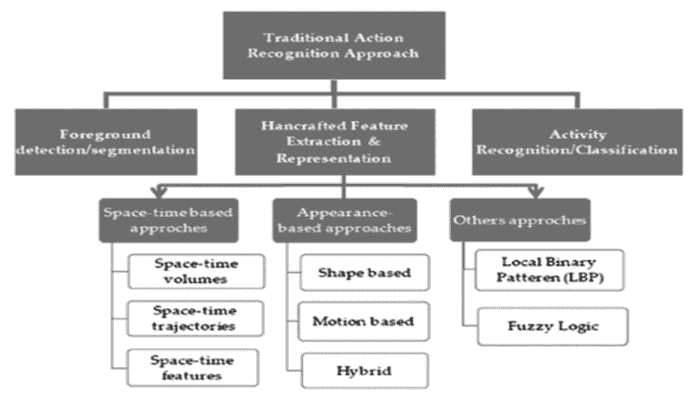 Traditional Action
Recognition Approach
Foreground
detection/segmentation
Hancrafted Feature
Extraction &
Representation
Activity
Recognition/Classification
Space-time based
approches
Appearance-
based approaches
Others approches
Space-time
volumes
Space-time
trajectories
Space-time
features
Shape based
Motion based
Hybrid
Local Binary
Patteren (LBP)
Fuzzy Logic